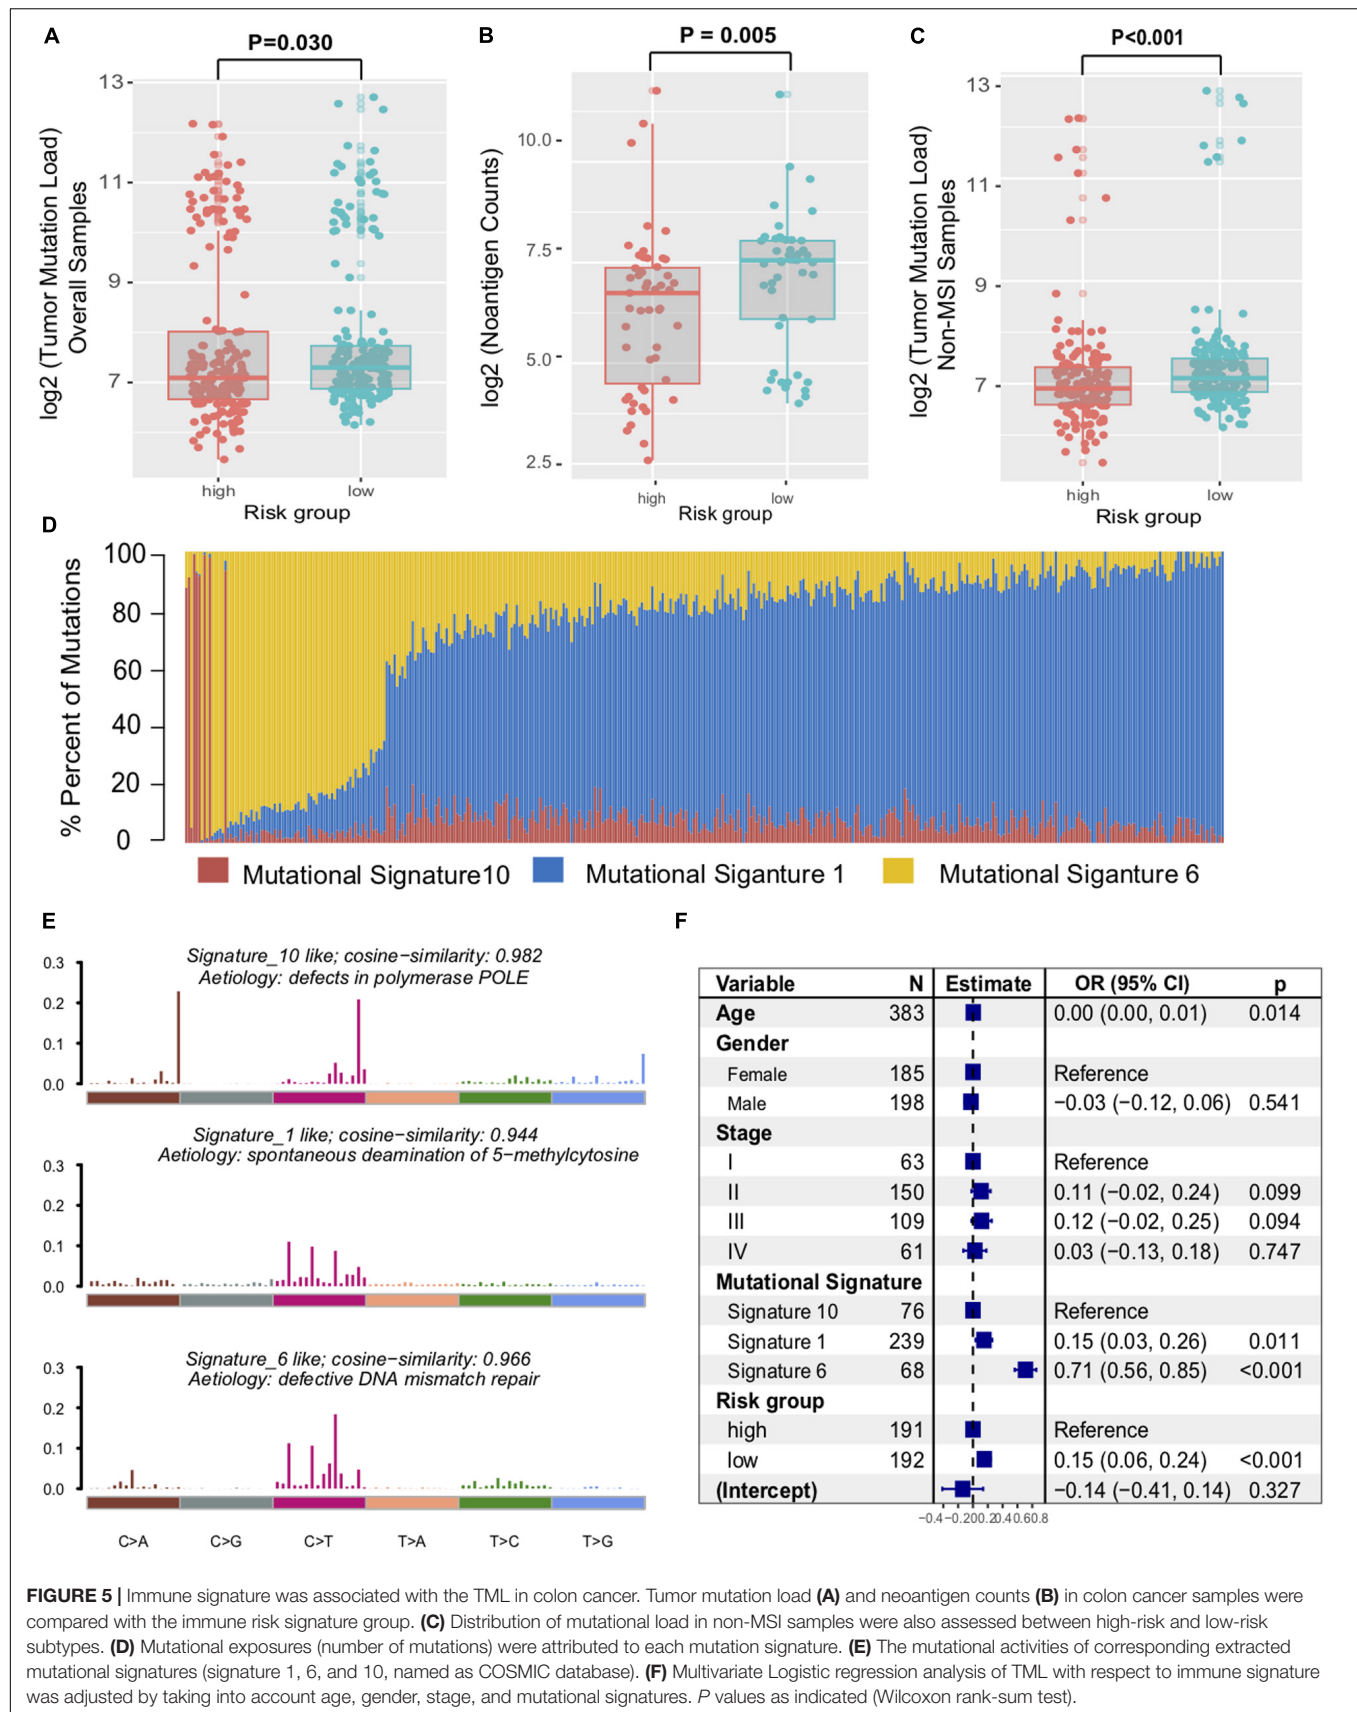 A
P=0.030
log2 (Tumor Mutation Load)
Overall Samples
13
11
9
7
high
low
Risk group
B
P = 0.005
log2 (Noantigen Counts)
10.0
7.5
5.0
2.5
high
low
Risk group
C
P<0.001
log2 (Tumor Mutation Load)
Non-MSI Samples
13
11
9
7
high
low
Risk group
D
% Percent of Mutations
100
80
60
40
20
0
Mutational Signature10
Mutational Siganture 1
Mutational Siganture 6
E
Signature_10 like; cosine−similarity: 0.982
Aetiology: defects in polymerase POLE
0.3
0.2
0.1
0.0
Signature_1 like; cosine−similarity: 0.944
Aetiology: spontaneous deamination of 5−methylcytosine
0.3
0.2
0.1
0.0
Signature_6 like; cosine−similarity: 0.966
Aetiology: defective DNA mismatch repair
0.3
0.2
0.1
0.0
C>A C>G C>T T>A T>C T>G
F
Variable N Estimate OR (95% CI) p
Age 383 0.00 (0.00, 0.01) 0.014
Gender
Female 185 Reference
Male 198 −0.03 (−0.12, 0.06) 0.541
Stage
I 63 Reference
II 150 0.11 (−0.02, 0.24) 0.099
III 109 0.12 (−0.02, 0.25) 0.094
IV 61 0.03 (−0.13, 0.18) 0.747
Mutational Signature
Signature 10 76 Reference
Signature 1 239 0.15 (0.03, 0.26) 0.011
Signature 6 68 0.71 (0.56, 0.85) <0.001
Risk group
high 191 Reference
low 192 0.15 (0.06, 0.24) <0.001
(Intercept) −0.14 (−0.41, 0.14) 0.327
−0.4 −0.2 0 0.2 0.4 0.6 0.8
FIGURE 5 | Immune signature was associated with the TML in colon cancer. Tumor mutation load (A) and neoantigen counts (B) in colon cancer samples were
compared with the immune risk signature group. (C) Distribution of mutational load in non-MSI samples were also assessed between high-risk and low-risk
subtypes. (D) Mutational exposures (number of mutations) were attributed to each mutation signature. (E) The mutational activities of corresponding extracted
mutational signatures (signature 1, 6, and 10, named as COSMIC database). (F) Multivariate Logistic regression analysis of TML with respect to immune signature
was adjusted by taking into account age, gender, stage, and mutational signatures. P values as indicated (Wilcoxon rank-sum test).